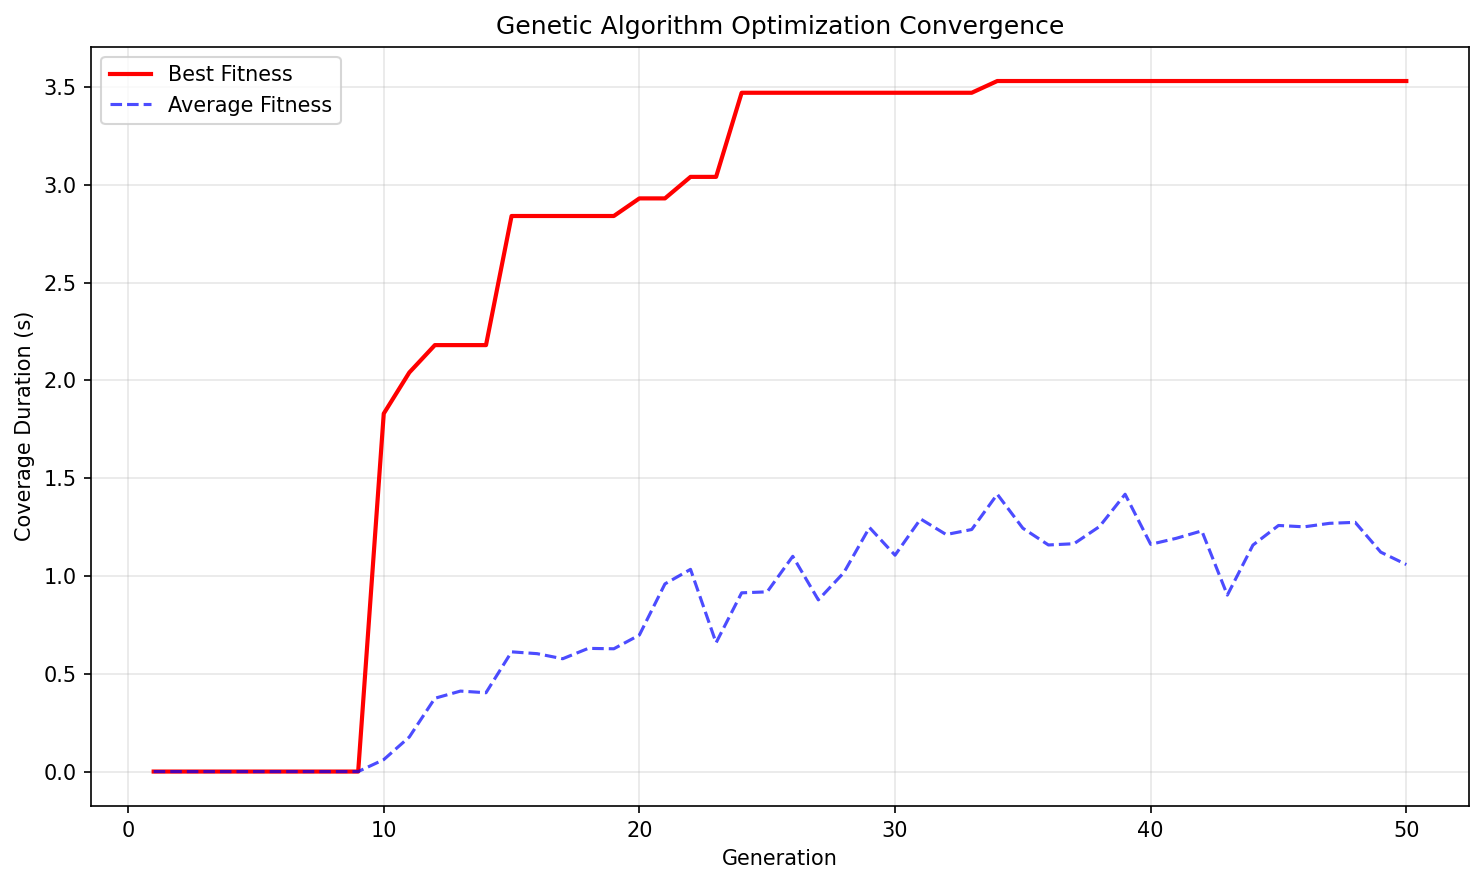 Genetic Algorithm Optimization Convergence
Best Fitness
Average Fitness
3.5
3.0
2.5
2.0
1.5
1.0
0.5
0.0
Coverage Duration (s)
0 10 20 30 40 50
Generation